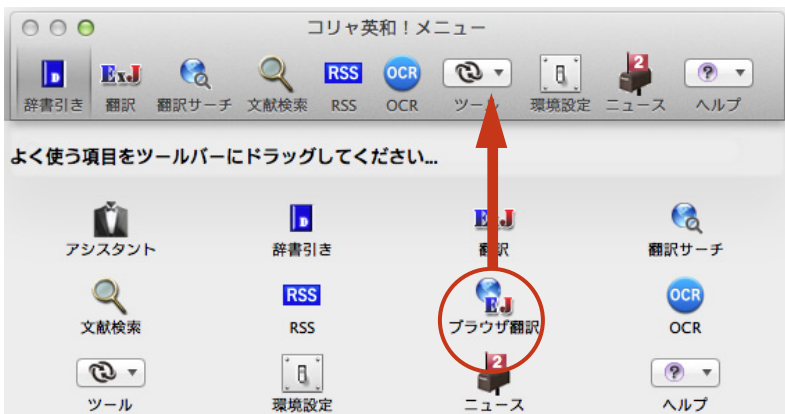 コリャ英和！メニュー
D ExJ RSS OCR 2 ?
辞書引き 翻訳 翻訳サーチ 文献検索 RSS OCR ツール 環境設定 ニュース ヘルプ
よく使う項目をツールバーにドラッグしてください...
D ExJ
アシスタント 辞書引き 翻訳 翻訳サーチ
RSS EJ OCR
文献検索 RSS ブラウザ翻訳 OCR
2 ?
ツール 環境設定 ニュース ヘルプ